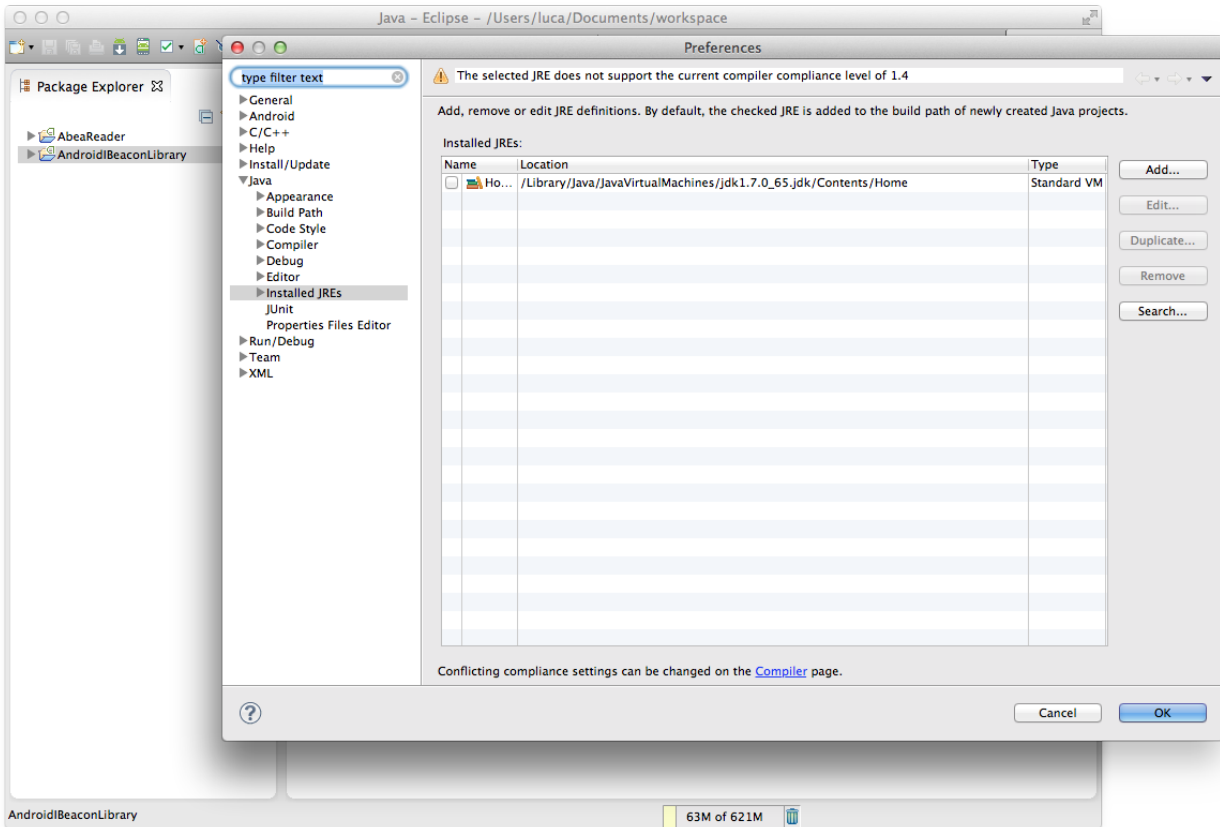 Java – Eclipse – /Users/luca/Documents/workspace
Preferences
Package Explorer
AbeaReader
AndroidIBeaconLibrary
type filter text
General
Android
C/C++
Help
Install/Update
Java
Appearance
Build Path
Code Style
Compiler
Debug
Editor
Installed JREs
JUnit
Properties Files Editor
Run/Debug
Team
XML
The selected JRE does not support the current compiler compliance level of 1.4
Add, remove or edit JRE definitions. By default, the checked JRE is added to the build path of newly created Java projects.
Installed JREs:
Name Location Type
Ho... /Library/Java/JavaVirtualMachines/jdk1.7.0_65.jdk/Contents/Home Standard VM
Add...
Edit...
Duplicate...
Remove
Search...
Conflicting compliance settings can be changed on the Compiler page.
?
Cancel OK
AndroidIBeaconLibrary
63M of 621M